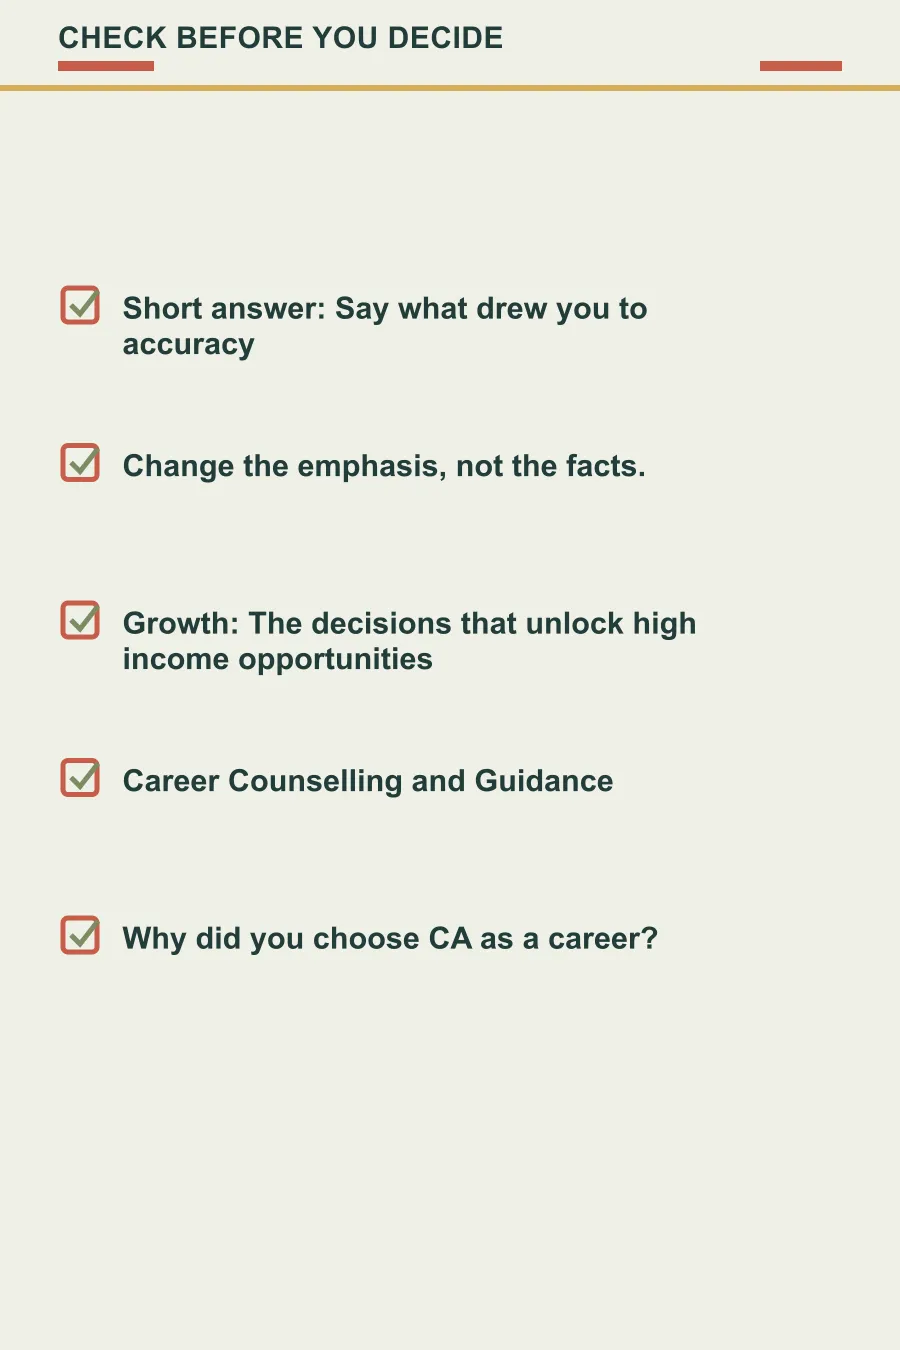 CHECK BEFORE YOU DECIDE
Short answer: Say what drew you to
accuracy
Change the emphasis, not the facts.
Growth: The decisions that unlock high
income opportunities
Career Counselling and Guidance
Why did you choose CA as a career?